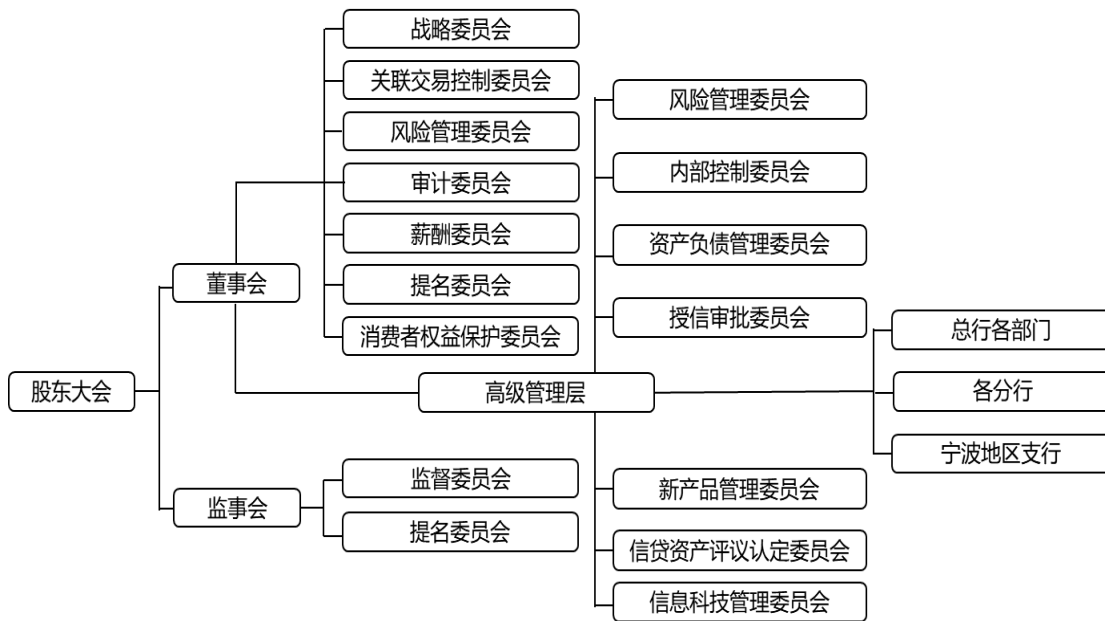 战略委员会
关联交易控制委员会
风险管理委员会
审计委员会
薪酬委员会
提名委员会
消费者权益保护委员会
董事会
股东大会
监事会
监督委员会
提名委员会
高级管理层
风险管理委员会
内部控制委员会
资产负债管理委员会
授信审批委员会
新产品管理委员会
信贷资产评议认定委员会
信息科技管理委员会
总行各部门
各分行
宁波地区支行